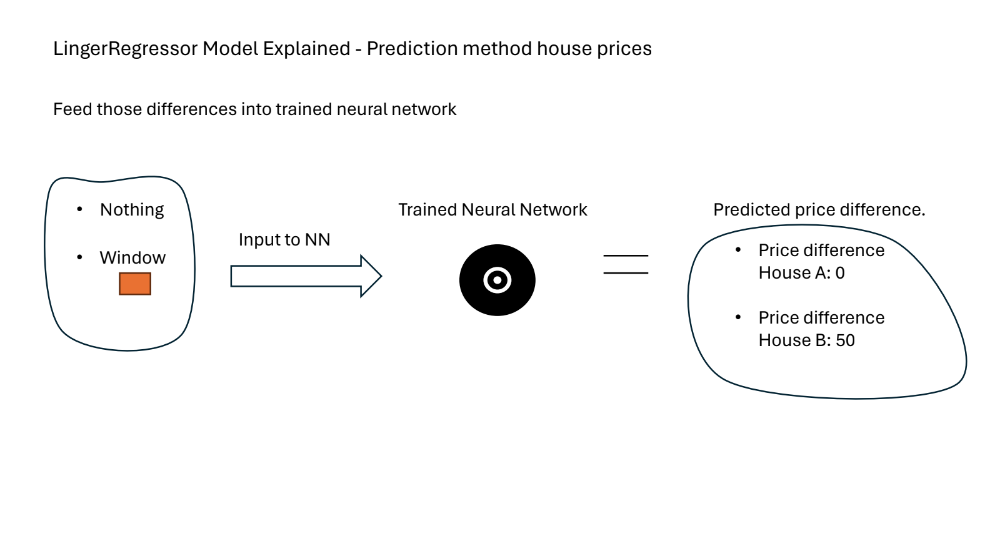 LingerRegressor Model Explained - Prediction method house prices
Feed those differences into trained neural network
• Nothing
• Window
Input to NN
Trained Neural Network
Predicted price difference.
• Price difference
House A: 0
• Price difference
House B: 50